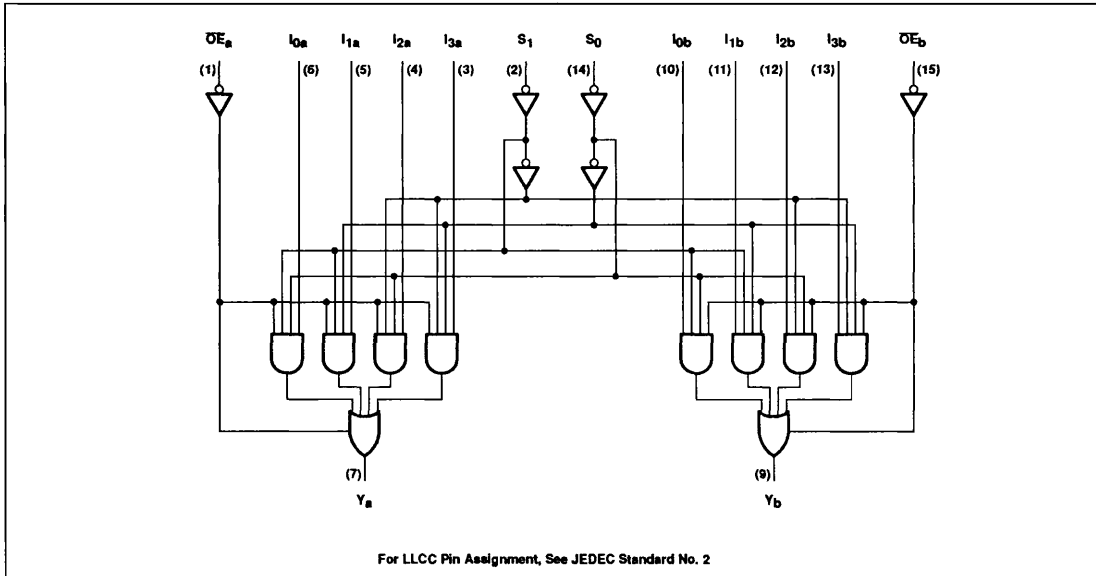 OEa I0a I1a I2a I3a S1 S0 I0b I1b I2b I3b OEb
(1) (6) (5) (4) (3) (2) (14) (10) (11) (12) (13) (15)
(7) (9)
Ya Yb
For LLCC Pin Assignment, See JEDEC Standard No. 2